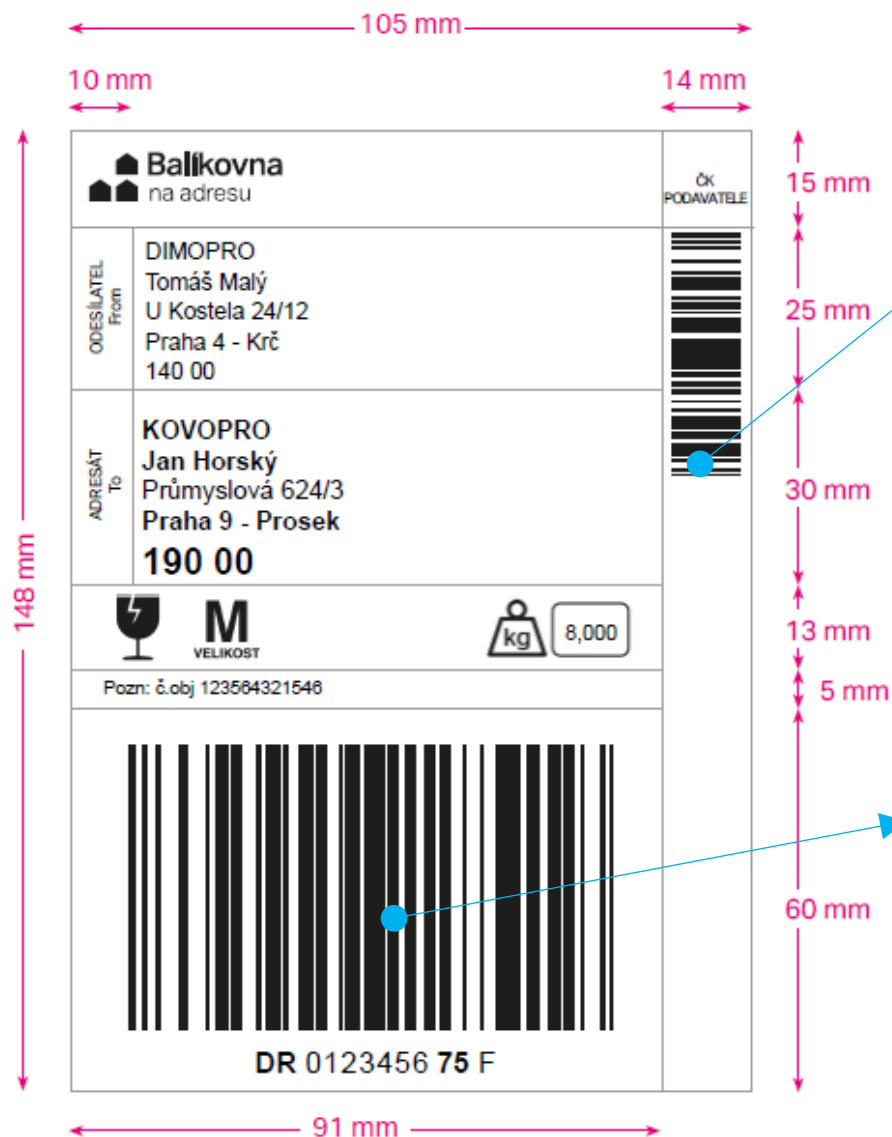 105 mm
10 mm
14 mm
Balíkovna
na adresu
ČK
PODAVATELE
15 mm
ODESÍLATEL
From
DIMOPRO
Tomáš Malý
U Kostela 24/12
Praha 4 - Krč
140 00
25 mm
ADRESÁT
To
KOVOPRO
Jan Horský
Průmyslová 624/3
Praha 9 - Prosek
190 00
30 mm
148 mm
M
VELIKOST
kg
8,000
13 mm
Pozn: č.obj 123564321546
5 mm
60 mm
DR 0123456 75 F
91 mm